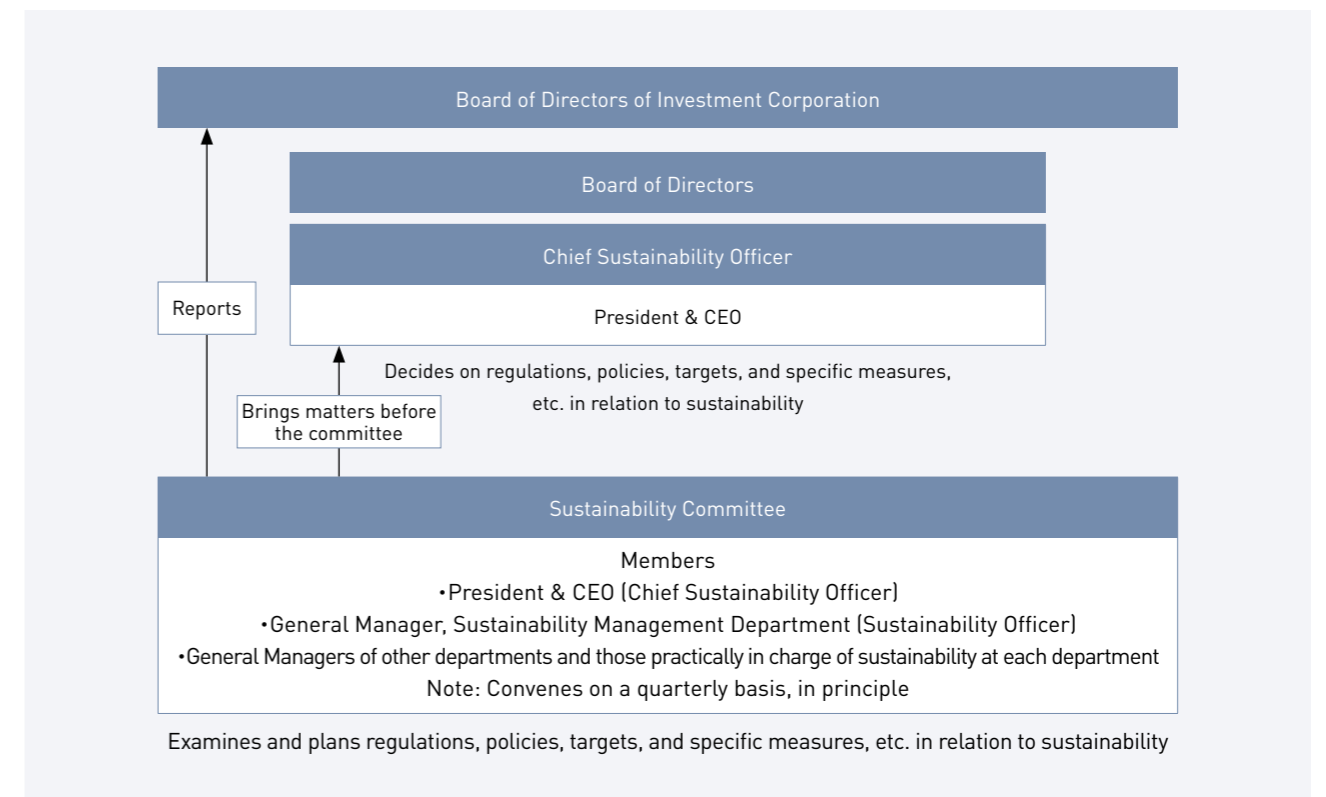 Board of Directors of Investment Corporation
Board of Directors
Chief Sustainability Officer
President & CEO
Reports
Decides on regulations, policies, targets, and specific measures,
etc. in relation to sustainability
Brings matters before
the committee
Sustainability Committee
Members
・President & CEO (Chief Sustainability Officer)
・General Manager, Sustainability Management Department (Sustainability Officer)
・General Managers of other departments and those practically in charge of sustainability at each department
Note: Convenes on a quarterly basis, in principle
Examines and plans regulations, policies, targets, and specific measures, etc. in relation to sustainability